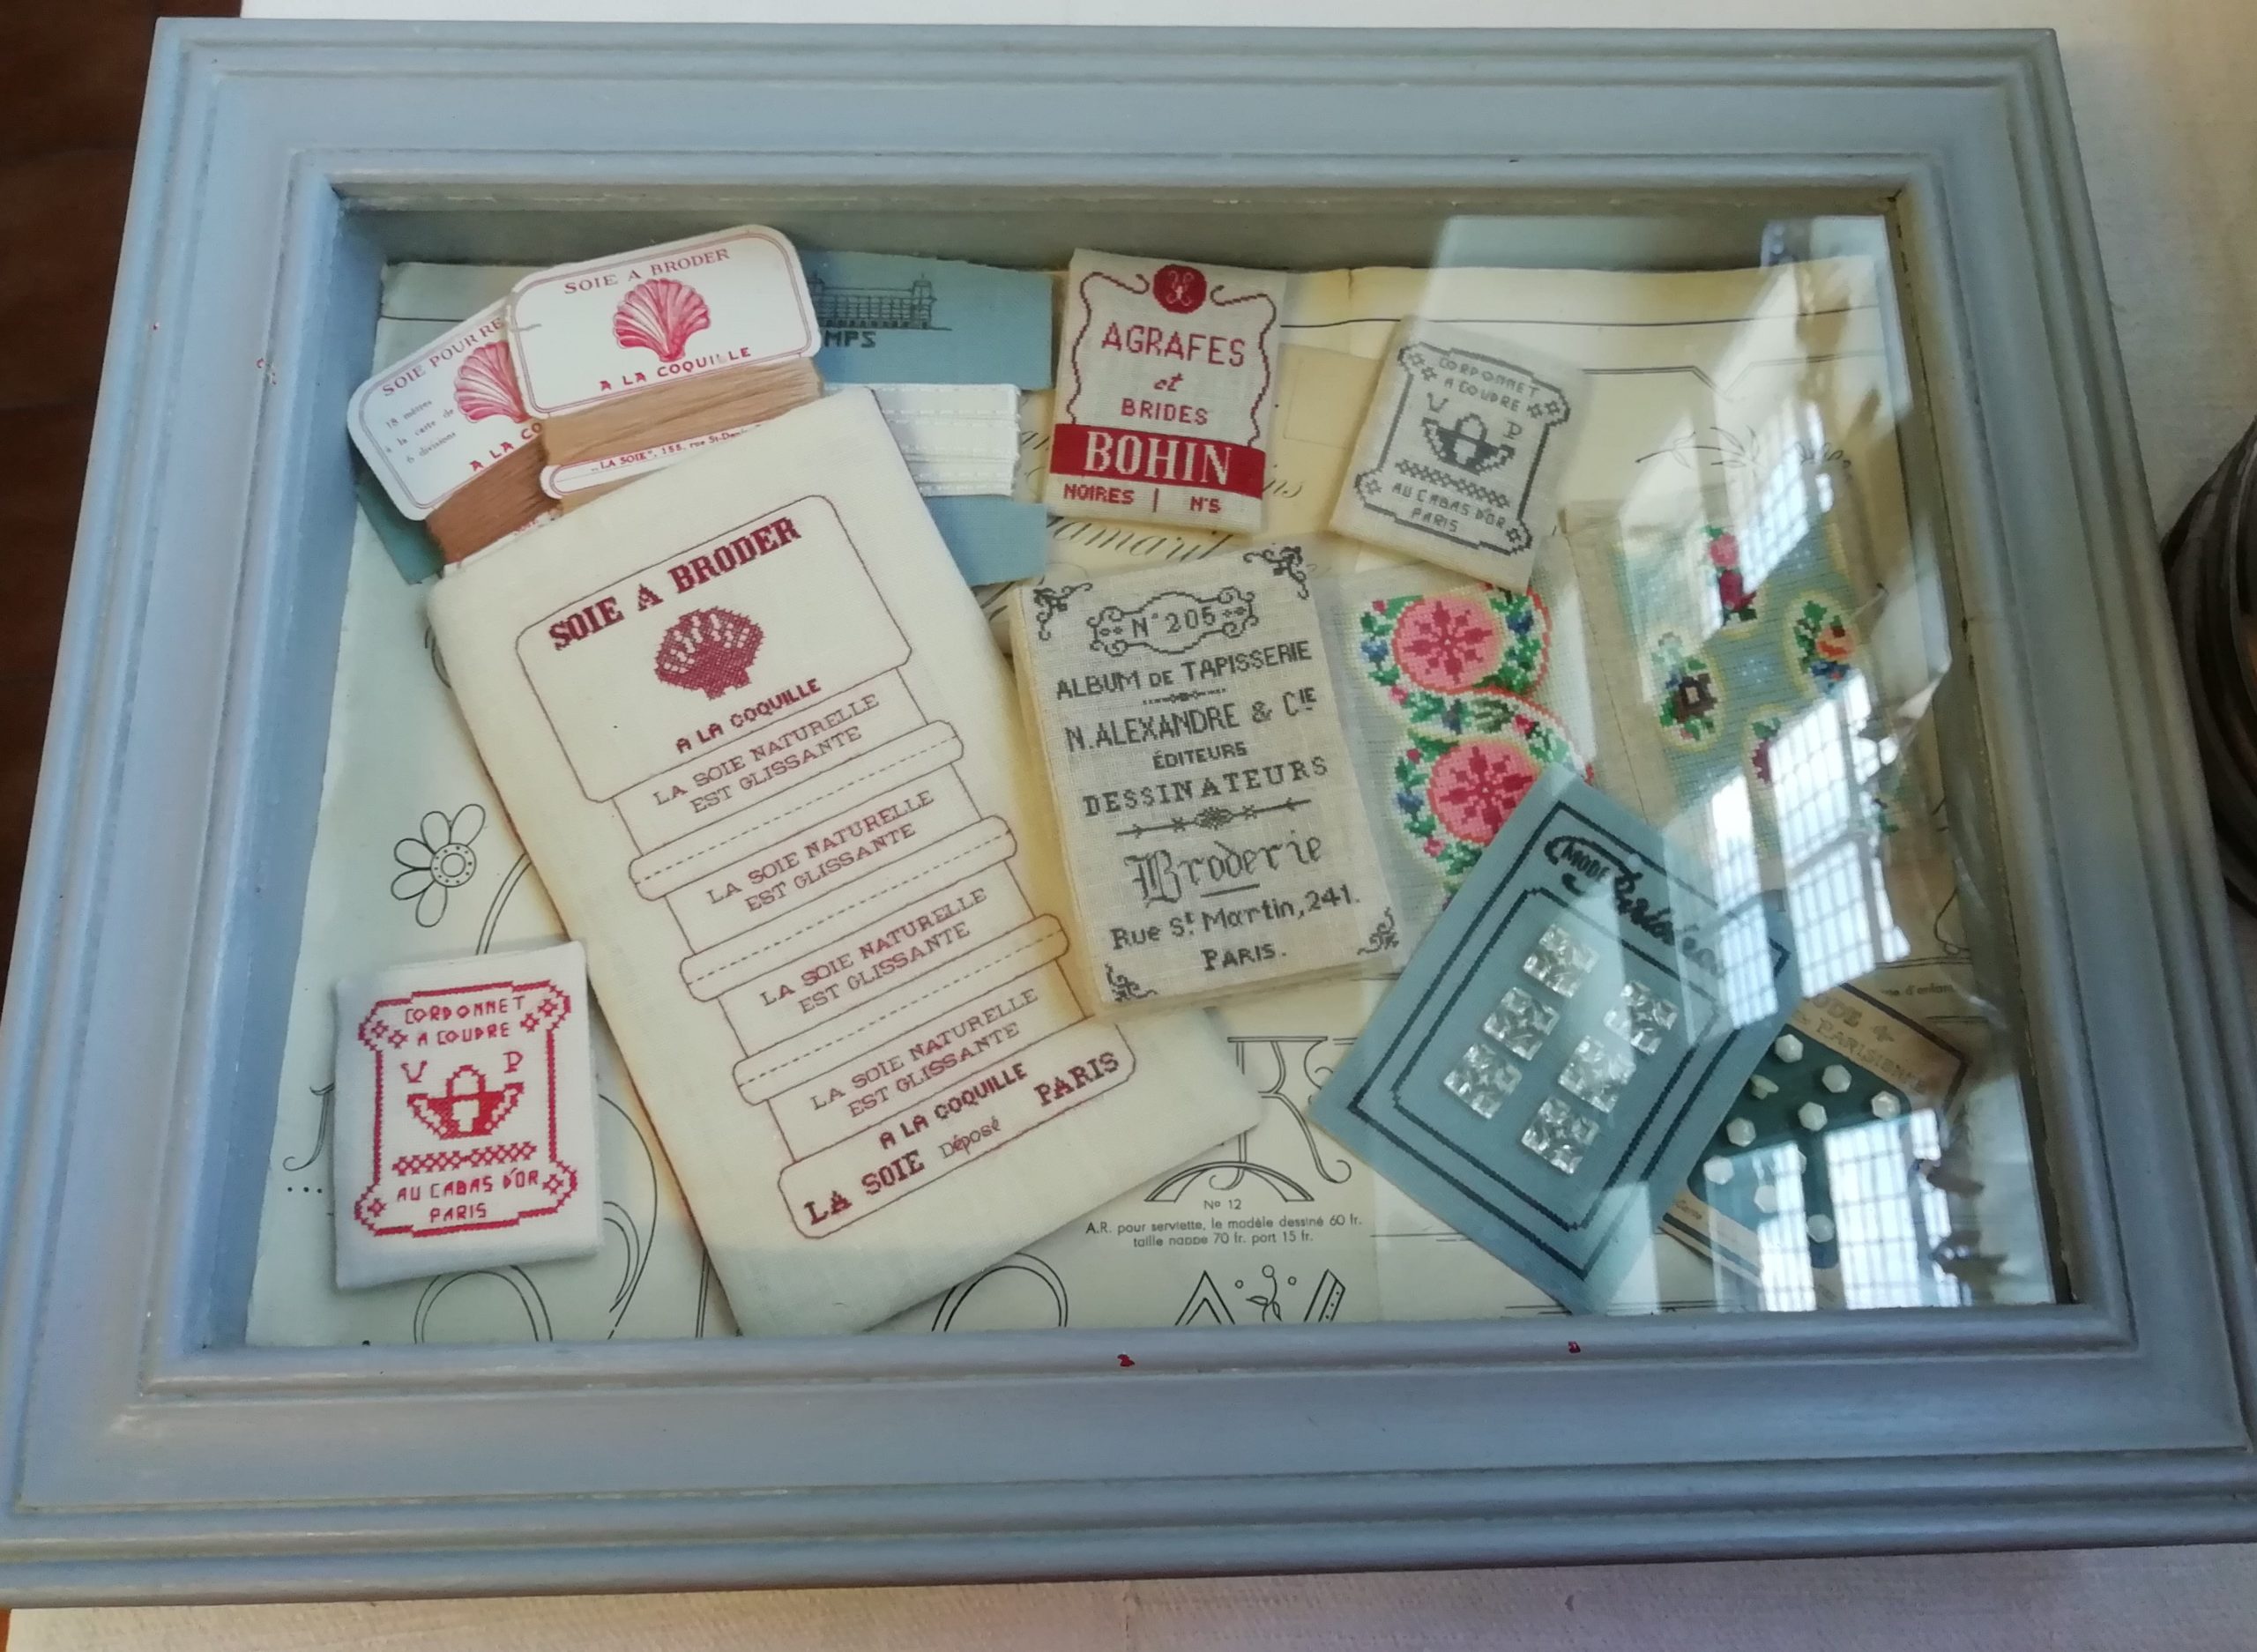 SOIE POUR RE
18 mètres
à la carte de
6 divisions
A LA CO
SOIE A BRODER
A LA COQUILLE
"LA SOIE", 155, rue St-Denis
MPS
SOIE A BRODER
A LA COQUILLE
LA SOIE NATURELLE
EST GLISSANTE
LA SOIE NATURELLE
EST GLISSANTE
LA SOIE NATURELLE
EST GLISSANTE
LA SOIE NATURELLE
EST GLISSANTE
A LA COQUILLE
LA SOIE Déposé PARIS
CORDONNET
A COUDRE
V D
AU CABAS D'OR
PARIS
AGRAFES
et
BRIDES
BOHIN
NOIRES | N°5
CORDONNET
A COUDRE
V D
AU CABAS D'OR
PARIS
N° 205
ALBUM DE TAPISSERIE
N. ALEXANDRE & CIE
ÉDITEURS
DESSINATEURS
Broderie
Rue St Martin, 241.
PARIS.
MODE
PARISIENNE
No 12
A.R. pour serviette, le modèle dessiné 60 fr.
taille nappe 70 fr. port 15 fr.